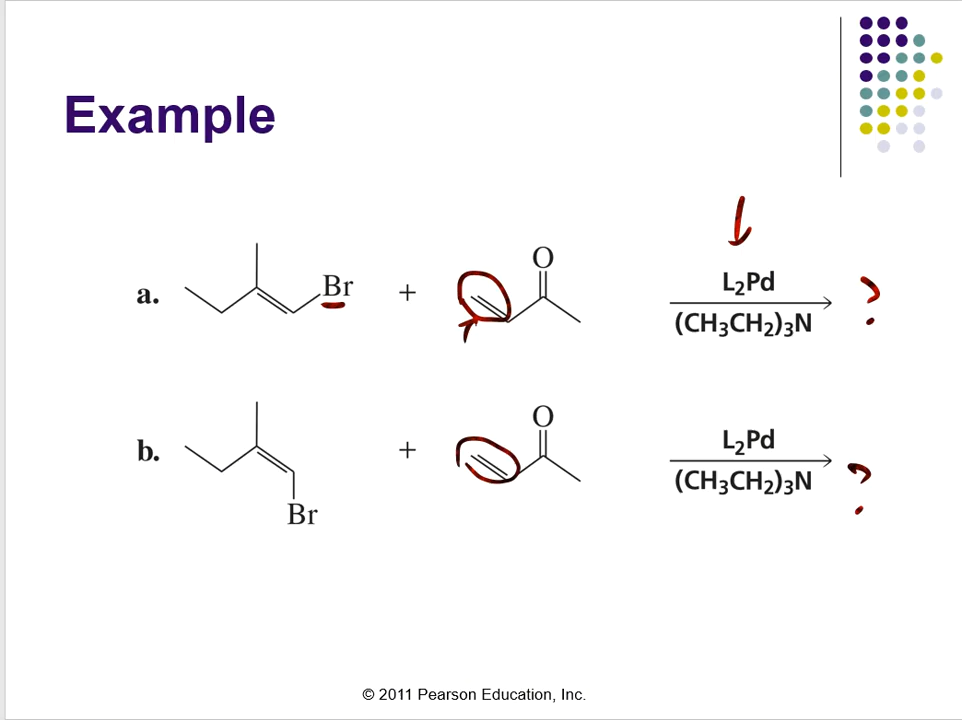 Example
a.
Br
+
O
L₂Pd
(CH₃CH₂)₃N
?
b.
Br
+
O
L₂Pd
(CH₃CH₂)₃N
?
© 2011 Pearson Education, Inc.